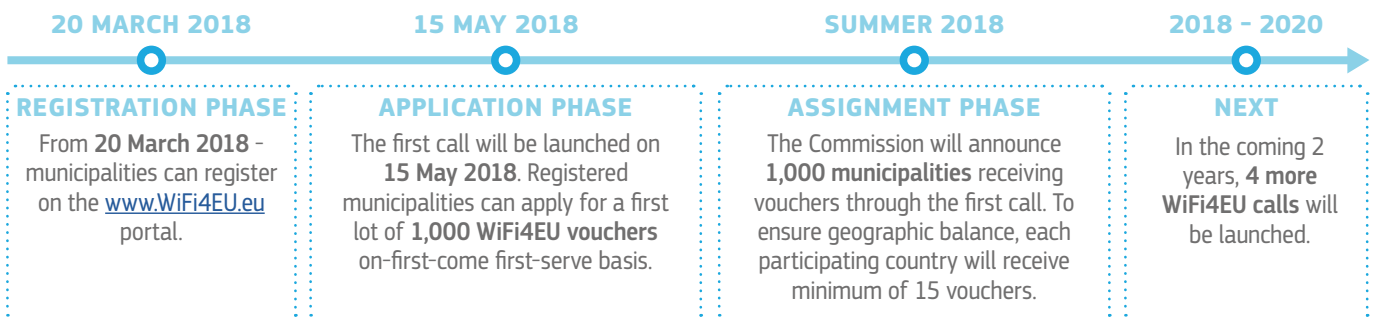 20 MARCH 2018
15 MAY 2018
SUMMER 2018
2018 - 2020
REGISTRATION PHASE
From 20 March 2018 -
municipalities can register
on the www.WiFi4EU.eu
portal.
APPLICATION PHASE
The first call will be launched on
15 May 2018. Registered
municipalities can apply for a first
lot of 1,000 WiFi4EU vouchers
on-first-come first-serve basis.
ASSIGNMENT PHASE
The Commission will announce
1,000 municipalities receiving
vouchers through the first call. To
ensure geographic balance, each
participating country will receive
minimum of 15 vouchers.
NEXT
In the coming 2
years, 4 more
WiFi4EU calls will
be launched.